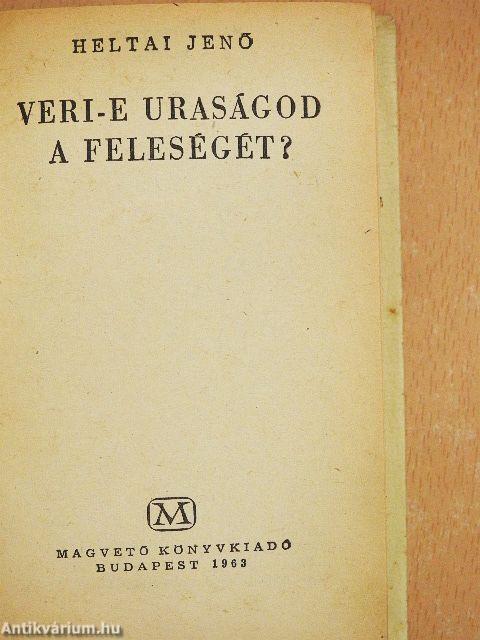 HELTAI JENŐ
VERI-E URASÁGOD
A FELESÉGÉT?
M
MAGVETŐ KÖNYVKIADÓ
BUDAPEST 1963
Antikvárium.hu